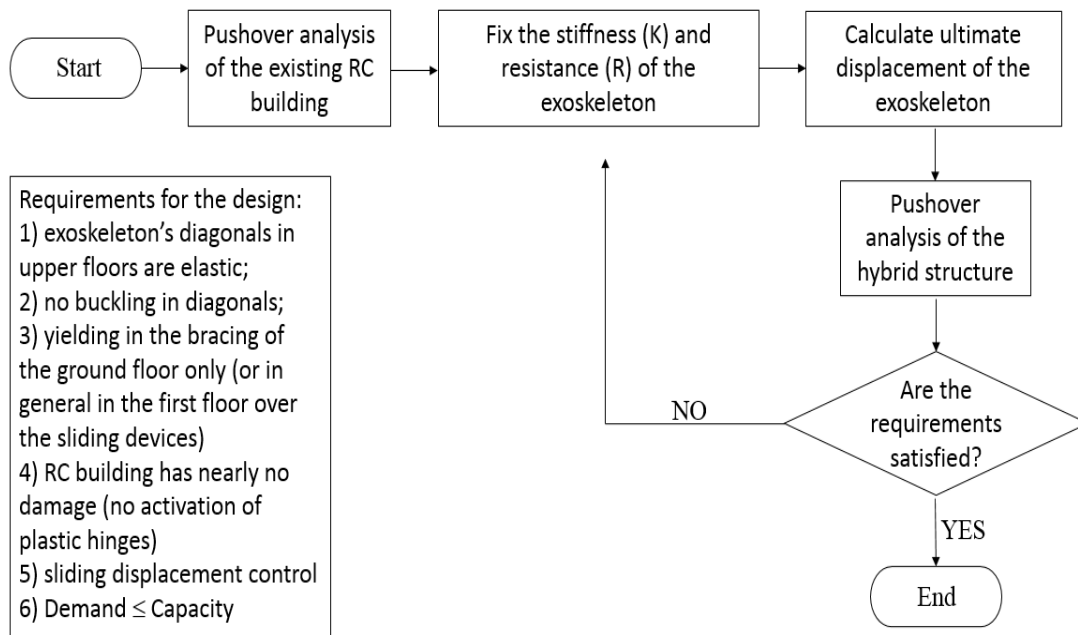 Start
Pushover analysis
of the existing RC
building
Fix the stiffness (K) and
resistance (R) of the
exoskeleton
Calculate ultimate
displacement of the
exoskeleton
Pushover
analysis of the
hybrid structure
Are the
requirements
satisfied?
NO
YES
End
Requirements for the design:
1) exoskeleton’s diagonals in
upper floors are elastic;
2) no buckling in diagonals;
3) yielding in the bracing of
the ground floor only (or in
general in the first floor over
the sliding devices)
4) RC building has nearly no
damage (no activation of
plastic hinges)
5) sliding displacement control
6) Demand ≤ Capacity